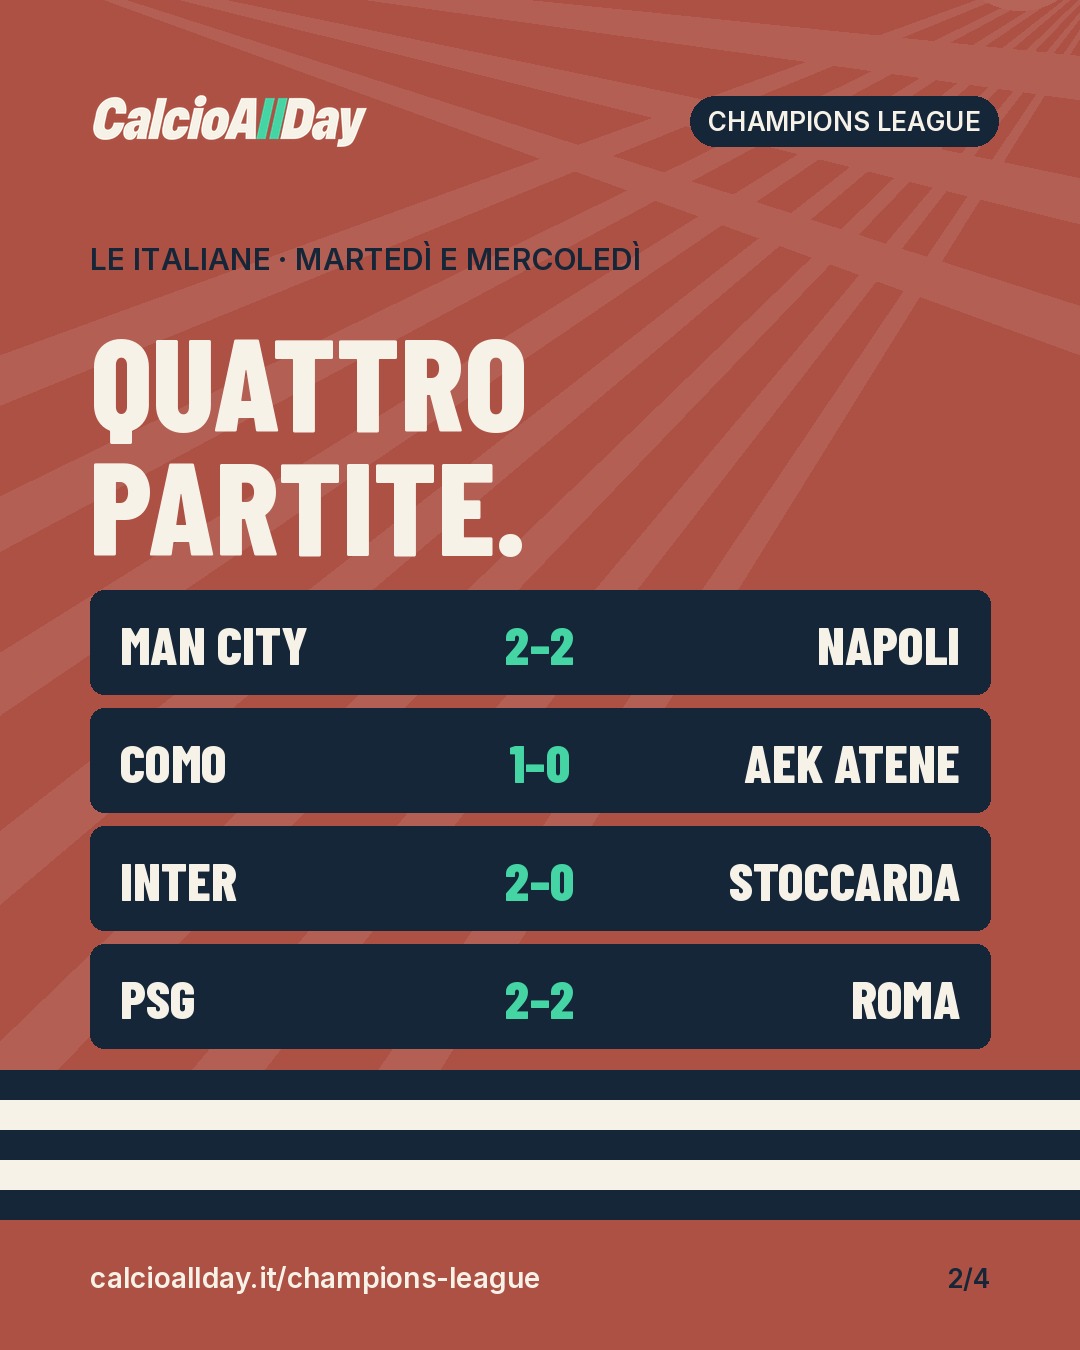 CalcioAllDay
CHAMPIONS LEAGUE
LE ITALIANE · MARTEDÌ E MERCOLEDÌ
QUATTRO
PARTITE.
MAN CITY 2-2 NAPOLI
COMO 1-0 AEK ATENE
INTER 2-0 STOCCARDA
PSG 2-2 ROMA
calcioallday.it/champions-league
2/4